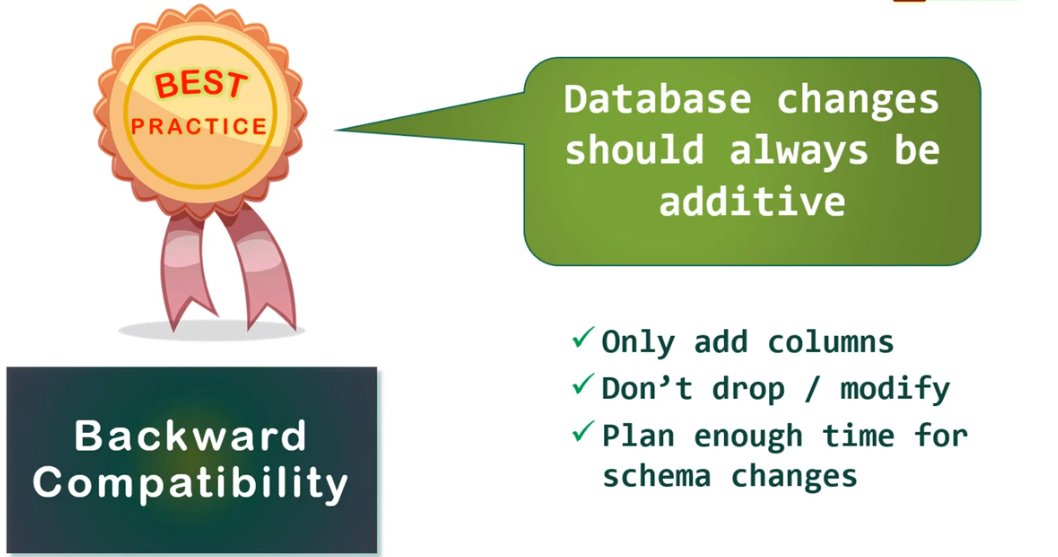 BEST
PRACTICE
Database changes
should always be
additive
✓ Only add columns
✓ Don’t drop / modify
✓ Plan enough time for
schema changes
Backward
Compatibility